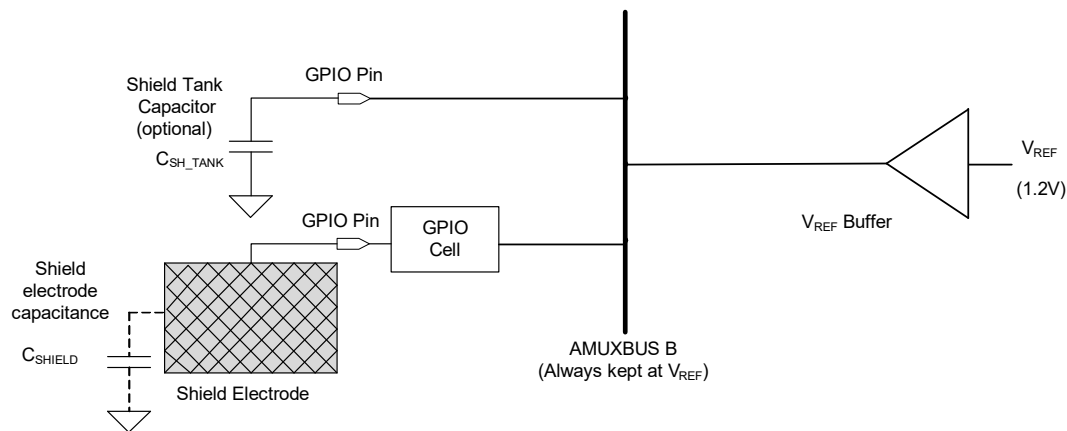 GPIO Pin
Shield Tank
Capacitor
(optional)
C_SH_TANK
V_REF
(1.2V)
V_REF Buffer
GPIO Pin
GPIO
Cell
Shield
electrode
capacitance
C_SHIELD
Shield Electrode
AMUXBUS B
(Always kept at V_REF)